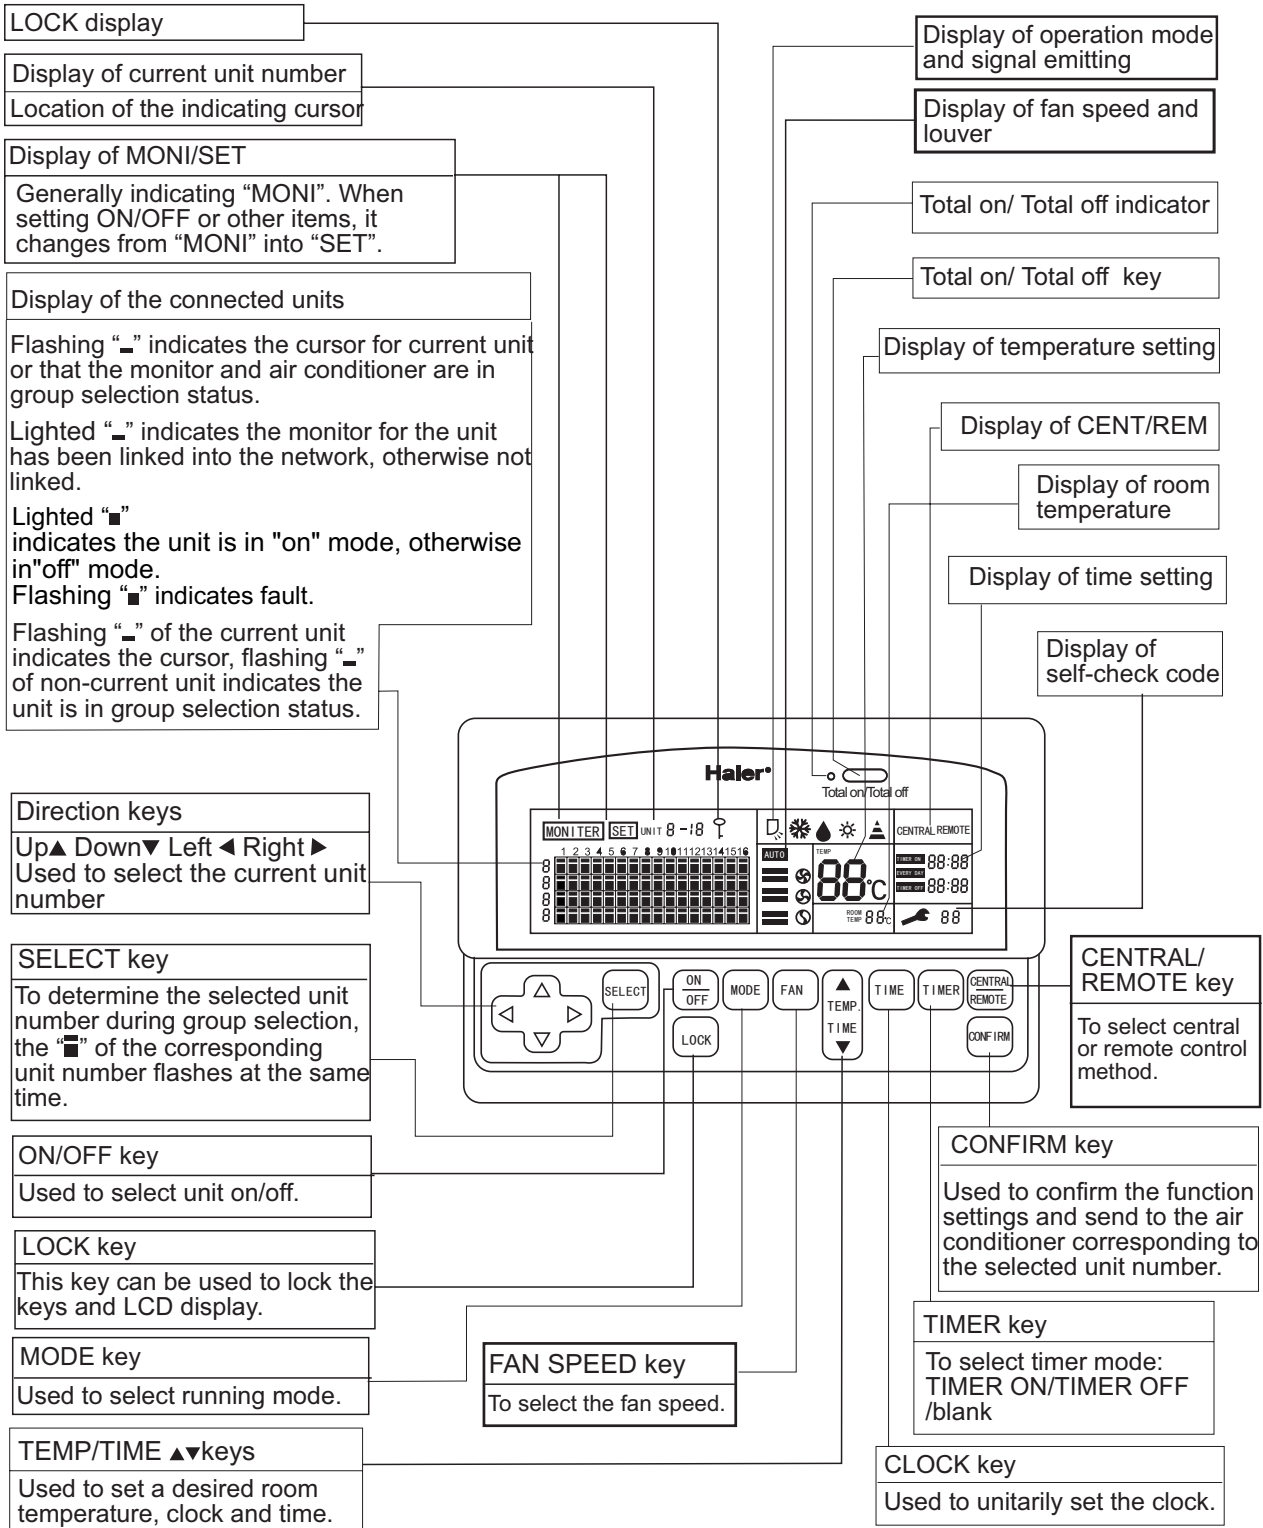 LOCK display
Display of current unit number
Location of the indicating cursor
Display of MONI/SET
Generally indicating “MONI”. When
setting ON/OFF or other items, it
changes from “MONI” into “SET”.
Display of the connected units
Flashing “▬” indicates the cursor for current unit
or that the monitor and air conditioner are in
group selection status.
Lighted “▬” indicates the monitor for the unit
has been linked into the network, otherwise not
linked.
Lighted “■”
indicates the unit is in "on" mode, otherwise
in"off" mode.
Flashing “■” indicates fault.
Flashing “▬” of the current unit
indicates the cursor, flashing “▬”
of non-current unit indicates the
unit is in group selection status.
Direction keys
Up▲ Down▼ Left ◀ Right ▶
Used to select the current unit
number
SELECT key
To determine the selected unit
number during group selection,
the “■” of the corresponding
unit number flashes at the same
time.
ON/OFF key
Used to select unit on/off.
LOCK key
This key can be used to lock the
keys and LCD display.
MODE key
Used to select running mode.
TEMP/TIME ▲▼keys
Used to set a desired room
temperature, clock and time.
Display of operation mode
and signal emitting
Display of fan speed and
louver
Total on/ Total off indicator
Total on/ Total off key
Display of temperature setting
Display of CENT/REM
Display of room
temperature
Display of time setting
Display of
self-check code
Haier
Total on/Total off
MONITER SET UNIT 8-18
1 2 3 4 5 6 7 8 9 10 11 12 13 14 15 16
8
8
8
8
AUTO
TEMP
88°C
ROOM
TEMP 88°C
CENTRAL REMOTE
TIMER ON 88:88
EVERY DAY
TIMER OFF 88:88
88
SELECT
ON
OFF
MODE
FAN
▲
TEMP.
TIME
▼
TIME
TIMER
CENTRAL
REMOTE
LOCK
CONFIRM
CENTRAL/
REMOTE key
To select central
or remote control
method.
CONFIRM key
Used to confirm the function
settings and send to the air
conditioner corresponding to
the selected unit number.
TIMER key
To select timer mode:
TIMER ON/TIMER OFF
/blank
FAN SPEED key
To select the fan speed.
CLOCK key
Used to unitarily set the clock.